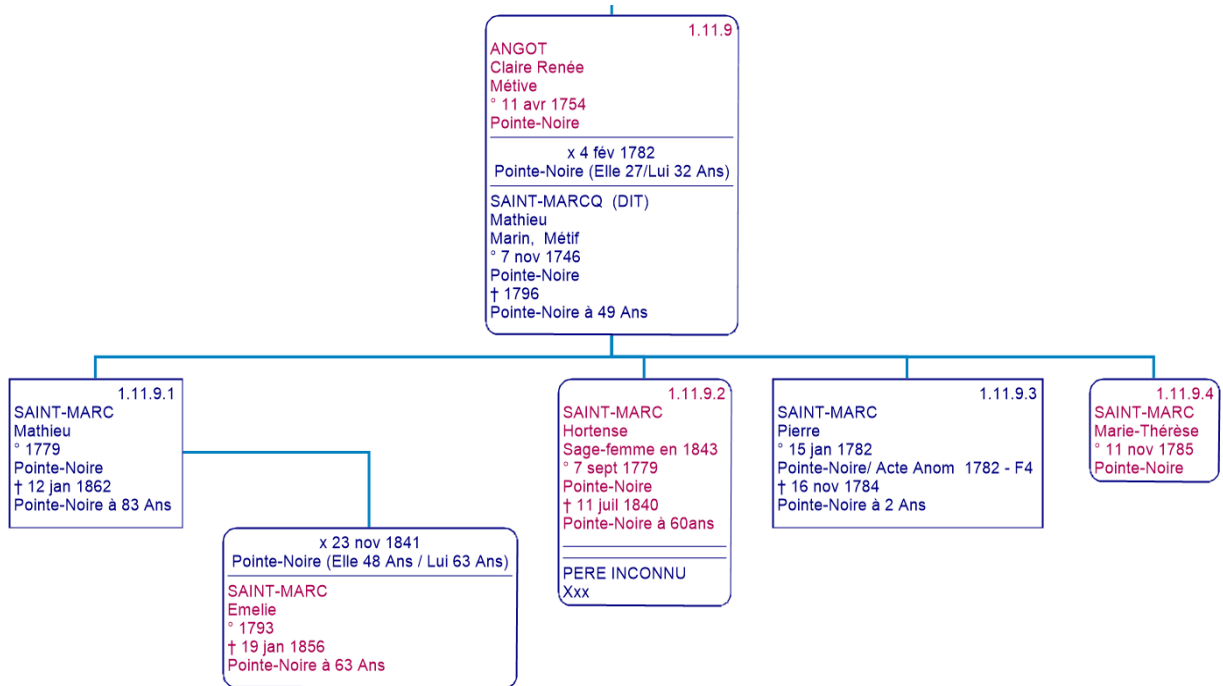 1.11.9
ANGOT
Claire Renée
Métive
° 11 avr 1754
Pointe-Noire
x 4 fév 1782
Pointe-Noire (Elle 27/Lui 32 Ans)
SAINT-MARCQ (DIT)
Mathieu
Marin, Métif
° 7 nov 1746
Pointe-Noire
† 1796
Pointe-Noire à 49 Ans
1.11.9.1
SAINT-MARC
Mathieu
° 1779
Pointe-Noire
† 12 jan 1862
Pointe-Noire à 83 Ans
x 23 nov 1841
Pointe-Noire (Elle 48 Ans / Lui 63 Ans)
SAINT-MARC
Emelie
° 1793
† 19 jan 1856
Pointe-Noire à 63 Ans
1.11.9.2
SAINT-MARC
Hortense
Sage-femme en 1843
° 7 sept 1779
Pointe-Noire
† 11 juil 1840
Pointe-Noire à 60ans
PERE INCONNU
Xxx
1.11.9.3
SAINT-MARC
Pierre
° 15 jan 1782
Pointe-Noire/ Acte Anom 1782 - F4
† 16 nov 1784
Pointe-Noire à 2 Ans
1.11.9.4
SAINT-MARC
Marie-Thérèse
° 11 nov 1785
Pointe-Noire